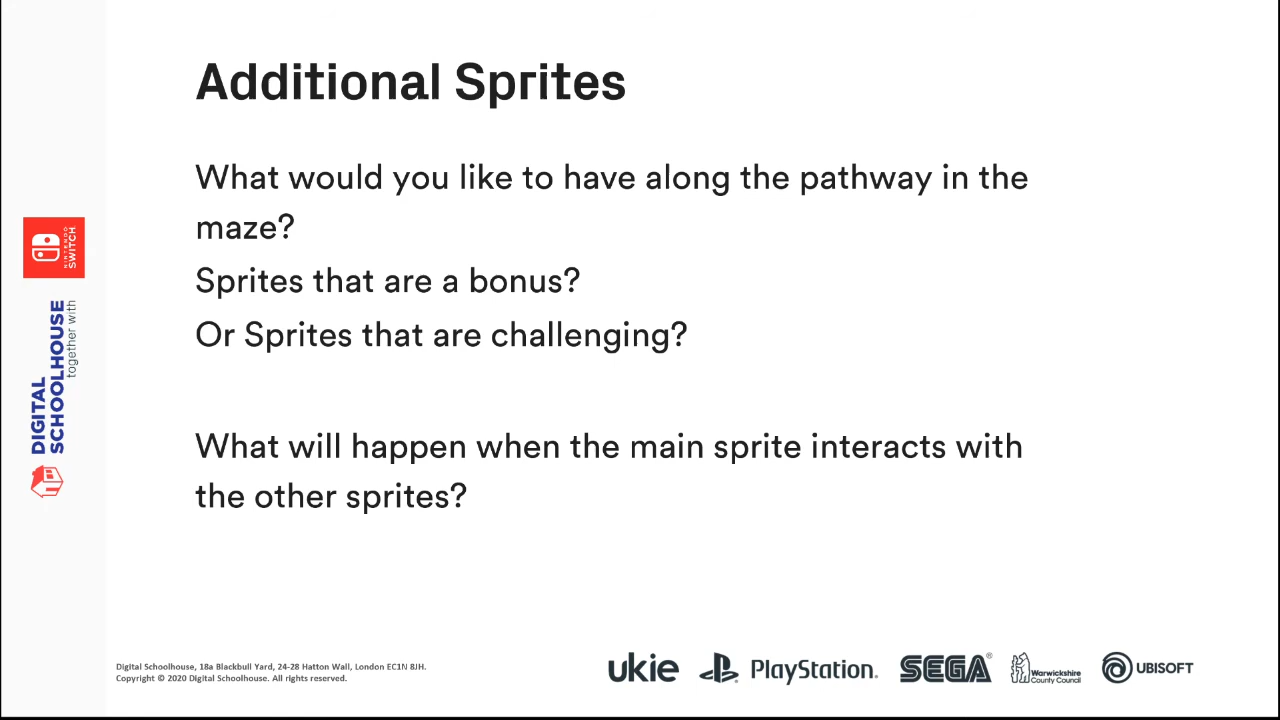 Additional Sprites
What would you like to have along the pathway in the
maze?
Sprites that are a bonus?
Or Sprites that are challenging?
What will happen when the main sprite interacts with
the other sprites?
NINTENDO
SWITCH
DIGITAL
SCHOOLHOUSE
together with
Digital Schoolhouse, 18a Blackbull Yard, 24-28 Hatton Wall, London EC1N 8JH.
Copyright © 2020 Digital Schoolhouse. All rights reserved.
ukie
PlayStation.
SEGA®
Warwickshire
County Council
UBISOFT